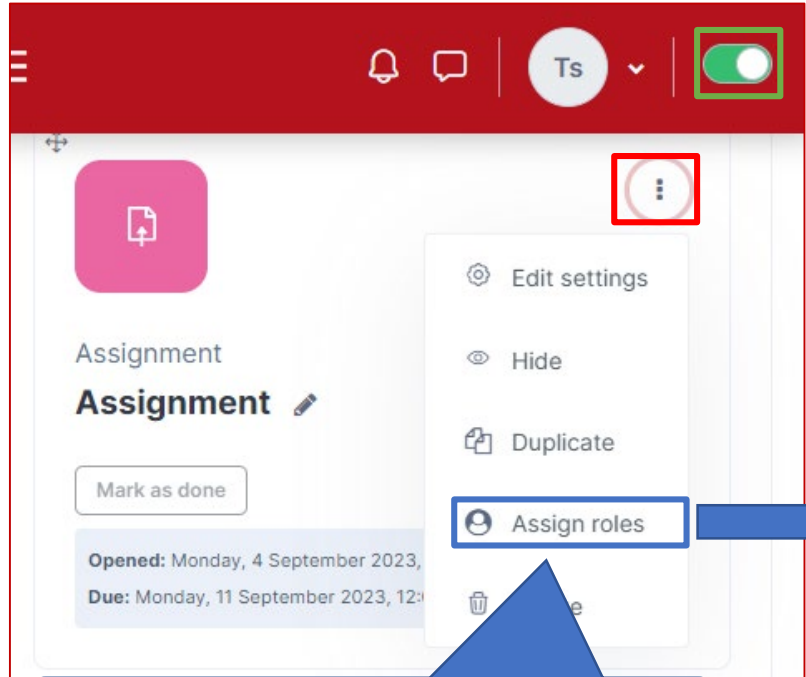 Ts
Edit settings
Assignment
Hide
Assignment
Duplicate
Mark as done
Assign roles
Opened: Monday, 4 September 2023,
Due: Monday, 11 September 2023,